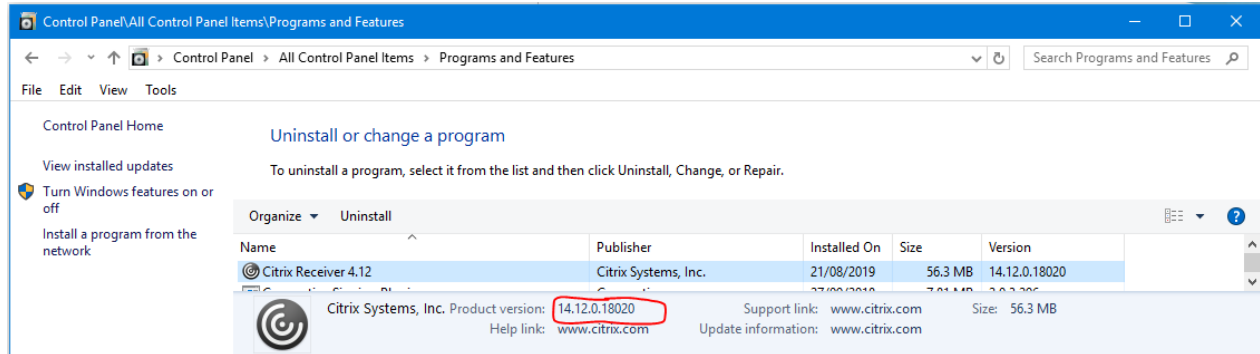 Control Panel\All Control Panel Items\Programs and Features
Control Panel > All Control Panel Items > Programs and Features
Search Programs and Features
File Edit View Tools
Control Panel Home
View installed updates
Turn Windows features on or off
Install a program from the network
Uninstall or change a program
To uninstall a program, select it from the list and then click Uninstall, Change, or Repair.
Organize Uninstall
Name Publisher Installed On Size Version
Citrix Receiver 4.12 Citrix Systems, Inc. 21/08/2019 56.3 MB 14.12.0.18020
Citrix Systems, Inc. Product version: 14.12.0.18020 Support link: www.citrix.com Size: 56.3 MB
Help link: www.citrix.com Update information: www.citrix.com